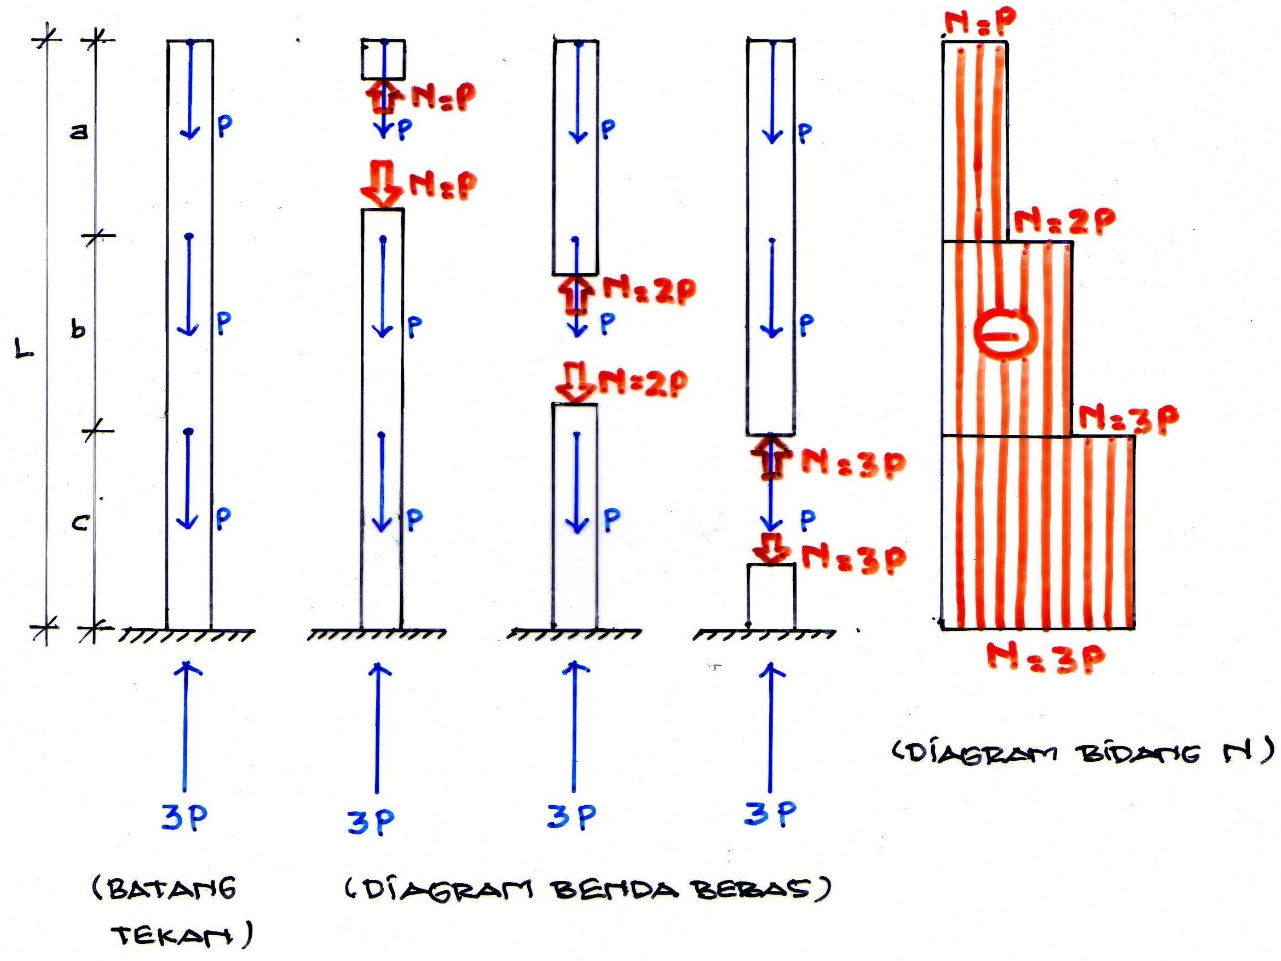 N=P
a
P
N=P
P
N=P
P
P
N=2P
L
b
P
P
N=2P
P
P
N=2P
N=3P
c
P
P
P
N=3P
P
N=3P
N=3P
(DIAGRAM BIDANG N)
3P
3P
3P
3P
(BATANG
TEKAN)
(DIAGRAM BENDA BEBAS)